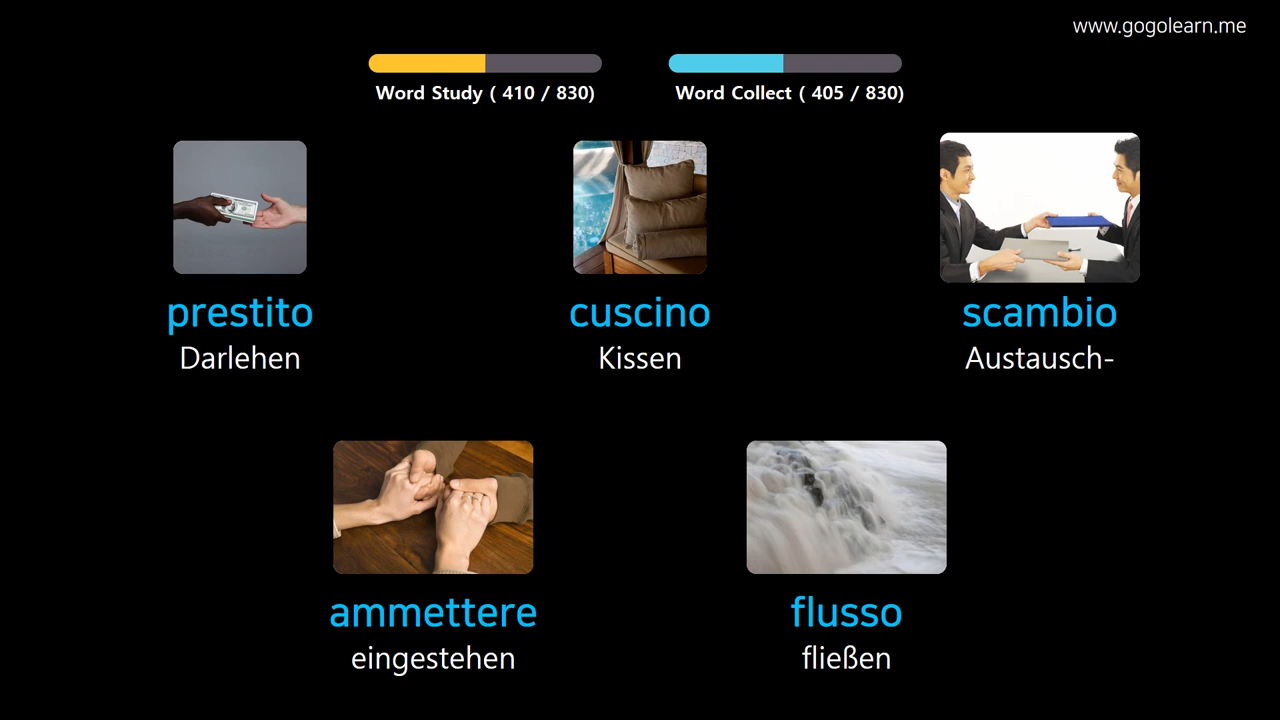 www.gogolearn.me
Word Study ( 410 / 830)
Word Collect ( 405 / 830)
prestito
Darlehen
cuscino
Kissen
scambio
Austausch-
ammettere
eingestehen
flusso
fließen